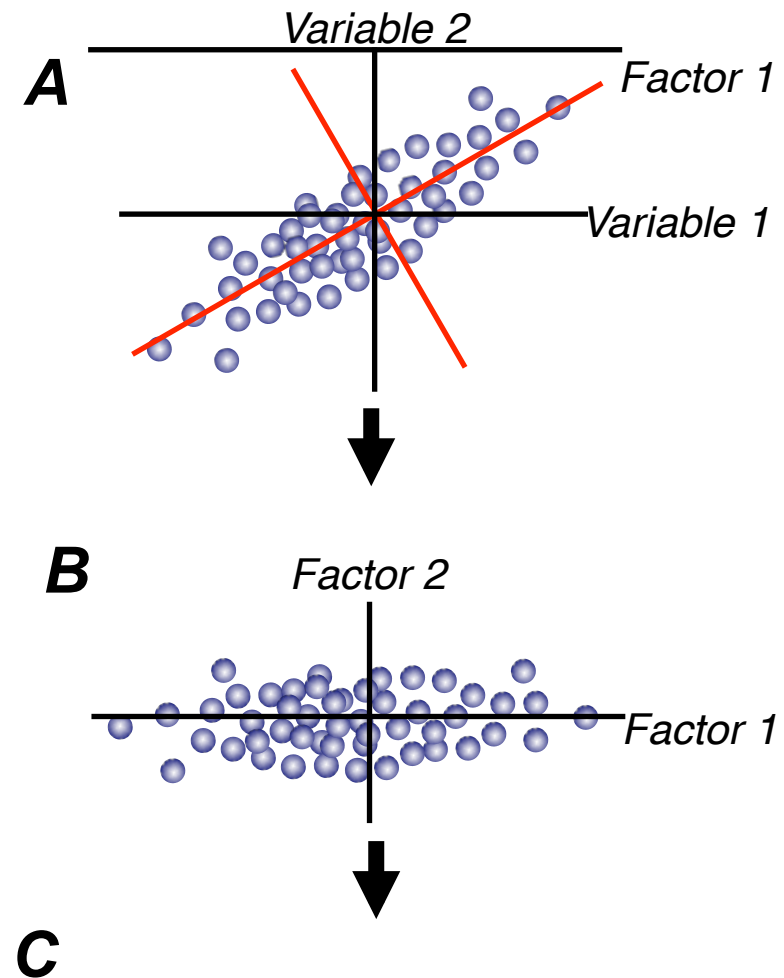 Variable 2
A
Factor 1
Variable 1
B
Factor 2
Factor 1
C